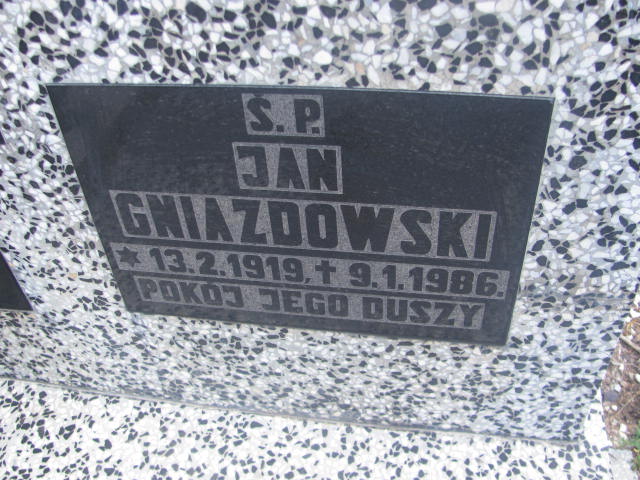 Ś. P.
JAN
GNIAZDOWSKI
* 13.2.1919, ✝ 9.1.1986.
POKÓJ JEGO DUSZY